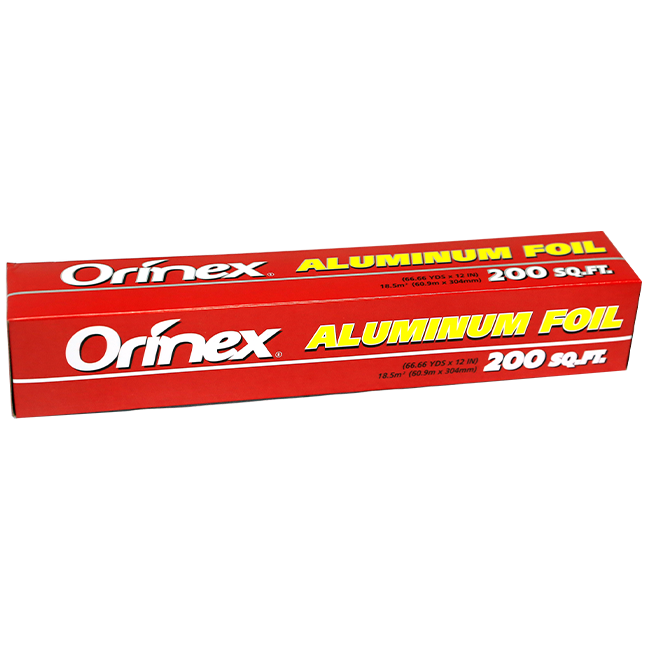 Orinex® ALUMINUM FOIL
(66.66 YDS x 12 IN)
18.5m² (60.9m x 304mm)
200 SQ.FT.
Orinex® ALUMINUM FOIL
(66.66 YDS x 12 IN)
18.5m² (60.9m x 304mm)
200 SQ.FT.